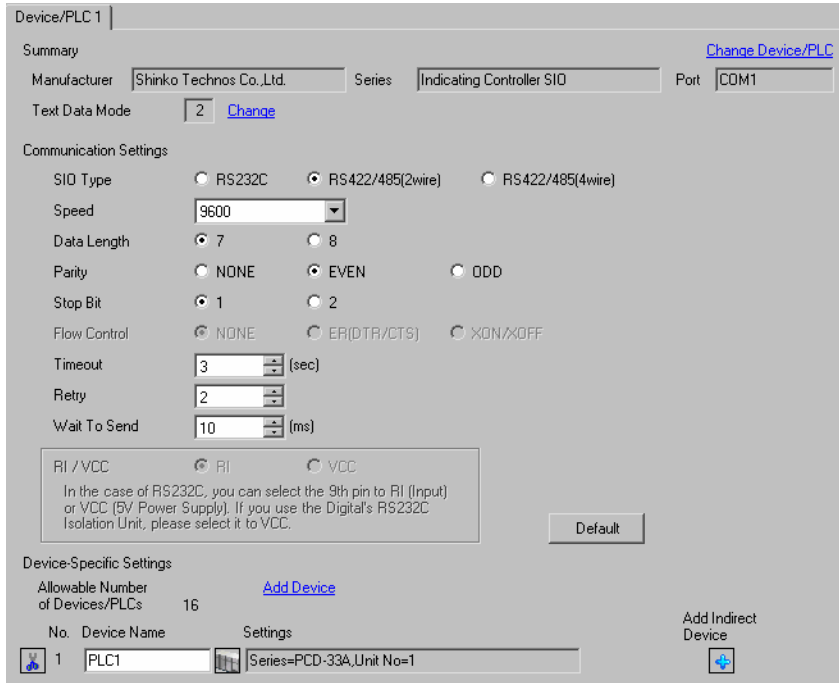 Device/PLC 1
Summary
Change Device/PLC
Manufacturer Shinko Technos Co.,Ltd. Series Indicating Controller SIO Port COM1
Text Data Mode 2 Change
Communication Settings
SIO Type RS232C RS422/485(2wire) RS422/485(4wire)
Speed 9600
Data Length 7 8
Parity NONE EVEN ODD
Stop Bit 1 2
Flow Control NONE ER(DTR/CTS) XON/XOFF
Timeout 3 (sec)
Retry 2
Wait To Send 10 (ms)
RI / VCC RI VCC
In the case of RS232C, you can select the 9th pin to RI (Input)
or VCC (5V Power Supply). If you use the Digital's RS232C
Isolation Unit, please select it to VCC.
Default
Device-Specific Settings
Allowable Number
of Devices/PLCs 16
Add Device
Add Indirect
Device
No. Device Name Settings
1 PLC1 Series=PCD-33A,Unit No=1